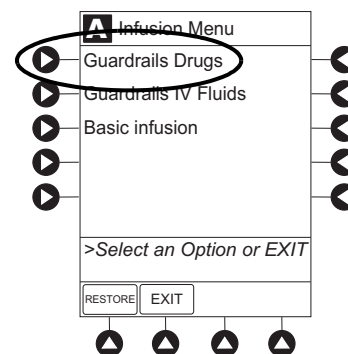 A Infusion Menu
Guardrails Drugs
Guardrails IV Fluids
Basic infusion
>Select an Option or EXIT
RESTORE EXIT